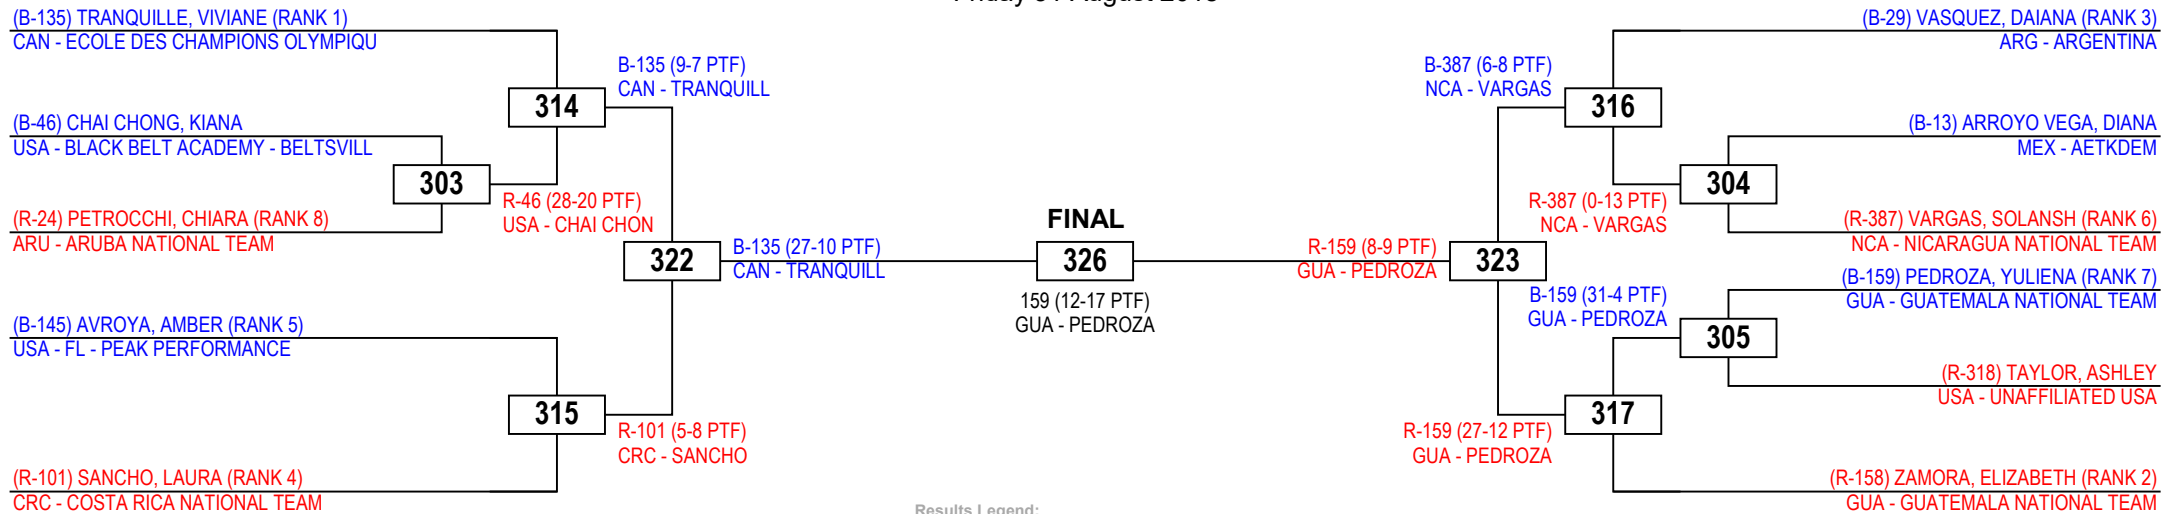 Friday 31 August 2018
(B-135) TRANQUILLE, VIVIANE (RANK 1)
CAN - ECOLE DES CHAMPIONS OLYMPIQU
B-135 (9-7 PTF)
CAN - TRANQUILL
314
(B-46) CHAI CHONG, KIANA
USA - BLACK BELT ACADEMY - BELTSVILL
303
R-46 (28-20 PTF)
USA - CHAI CHON
(R-24) PETROCCHI, CHIARA (RANK 8)
ARU - ARUBA NATIONAL TEAM
322
B-135 (27-10 PTF)
CAN - TRANQUILL
(B-145) AVROYA, AMBER (RANK 5)
USA - FL - PEAK PERFORMANCE
315
R-101 (5-8 PTF)
CRC - SANCHO
(R-101) SANCHO, LAURA (RANK 4)
CRC - COSTA RICA NATIONAL TEAM
FINAL
326
159 (12-17 PTF)
GUA - PEDROZA
(B-29) VASQUEZ, DAIANA (RANK 3)
ARG - ARGENTINA
B-387 (6-8 PTF)
NCA - VARGAS
316
(B-13) ARROYO VEGA, DIANA
MEX - AETKDEM
304
R-387 (0-13 PTF)
NCA - VARGAS
(R-387) VARGAS, SOLANSH (RANK 6)
NCA - NICARAGUA NATIONAL TEAM
R-159 (8-9 PTF)
GUA - PEDROZA
323
(B-159) PEDROZA, YULIENA (RANK 7)
GUA - GUATEMALA NATIONAL TEAM
B-159 (31-4 PTF)
GUA - PEDROZA
305
(R-318) TAYLOR, ASHLEY
USA - UNAFFILIATED USA
317
R-159 (27-12 PTF)
GUA - PEDROZA
(R-158) ZAMORA, ELIZABETH (RANK 2)
GUA - GUATEMALA NATIONAL TEAM
Results Legend: